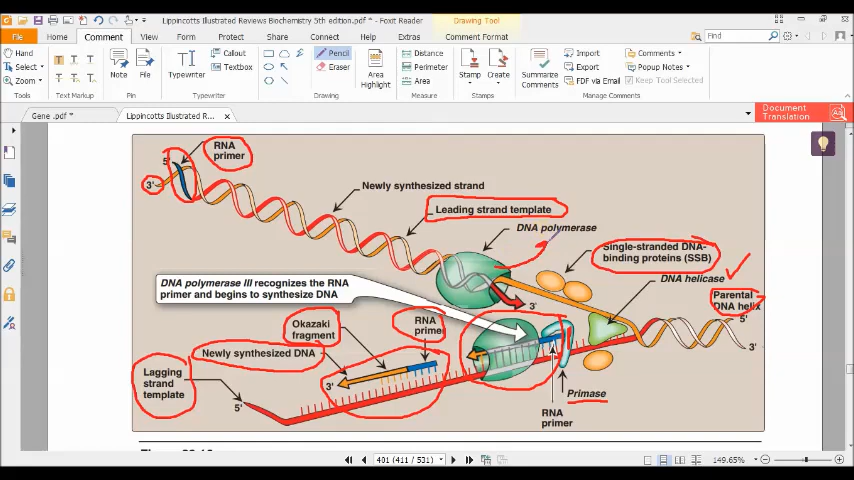 Lippincotts Illustrated Reviews Biochemistry 5th edition.pdf * - Foxit Reader
Drawing Tool
File Home Comment View Form Protect Share Connect Help Extras Comment Format
Find
Hand
Select
Zoom
Tools
Text Markup
Note
File
Pin
Typewriter
Callout
Textbox
Typewriter
Pencil
Eraser
Drawing
Area
Highlight
Distance
Perimeter
Area
Measure
Stamp
Create
Stamps
Summarize
Comments
Import
Export
FDF via Email
Comments
Popup Notes
Keep Tool Selected
Manage Comments
Gene .pdf *
Lippincotts Illustrated R...
Document
Translation
5'
RNA
primer
3'
Newly synthesized strand
Leading strand template
DNA polymerase
Single-stranded DNA-
binding proteins (SSB)
DNA helicase
DNA polymerase III recognizes the RNA
primer and begins to synthesize DNA
3'
Parental
DNA helix
5'
3'
Okazaki
fragment
RNA
primer
Newly synthesized DNA
3'
Lagging
strand
template
5'
Primase
RNA
primer
401 (411 / 531)
149.65%